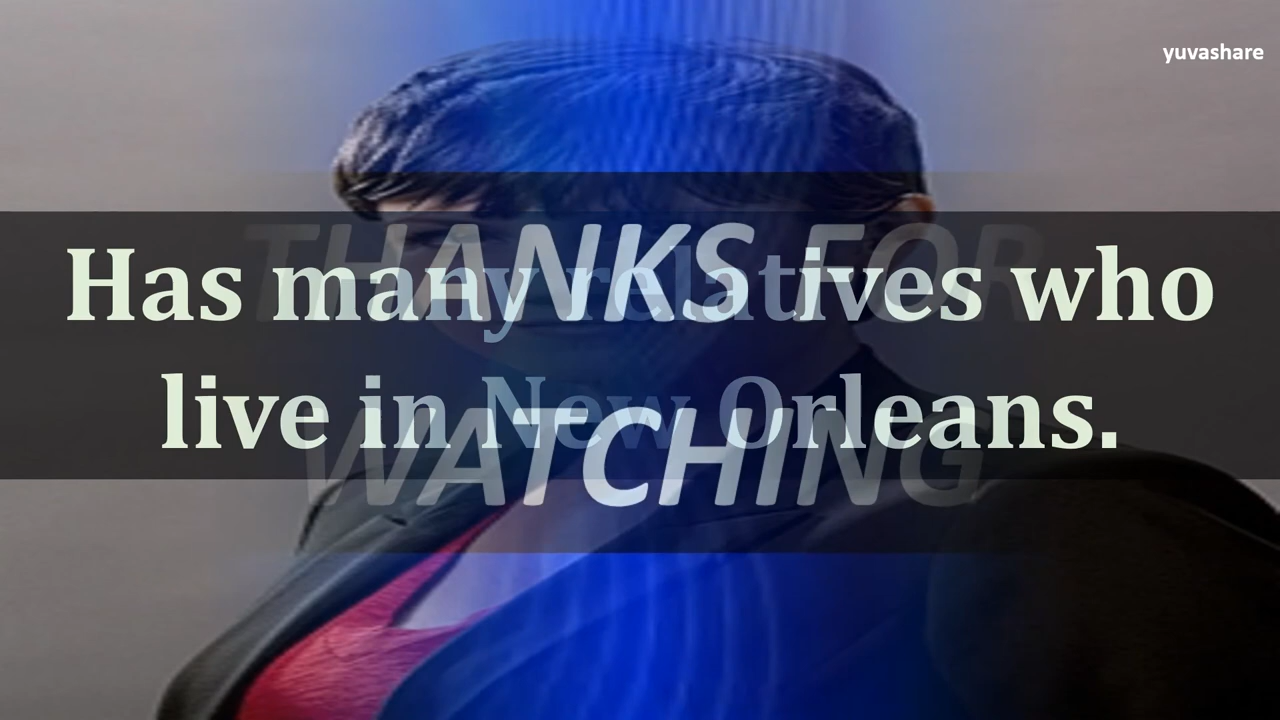 yuvashare
Has many relatives who
live in New Orleans.
THANKS FOR
WATCHING